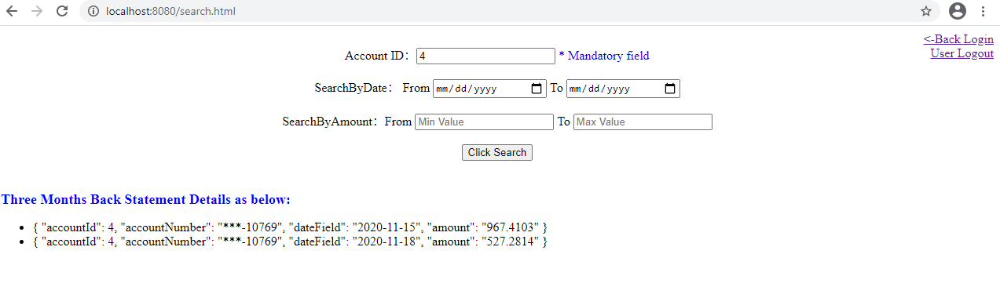 localhost:8080/search.html
<-Back Login
User Logout
Account ID: 4 * Mandatory field
SearchByDate: From mm/dd/yyyy To mm/dd/yyyy
SearchByAmount: From Min Value To Max Value
Click Search
Three Months Back Statement Details as below:
• { "accountId": 4, "accountNumber": "***-10769", "dateField": "2020-11-15", "amount": "967.4103" }
• { "accountId": 4, "accountNumber": "***-10769", "dateField": "2020-11-18", "amount": "527.2814" }